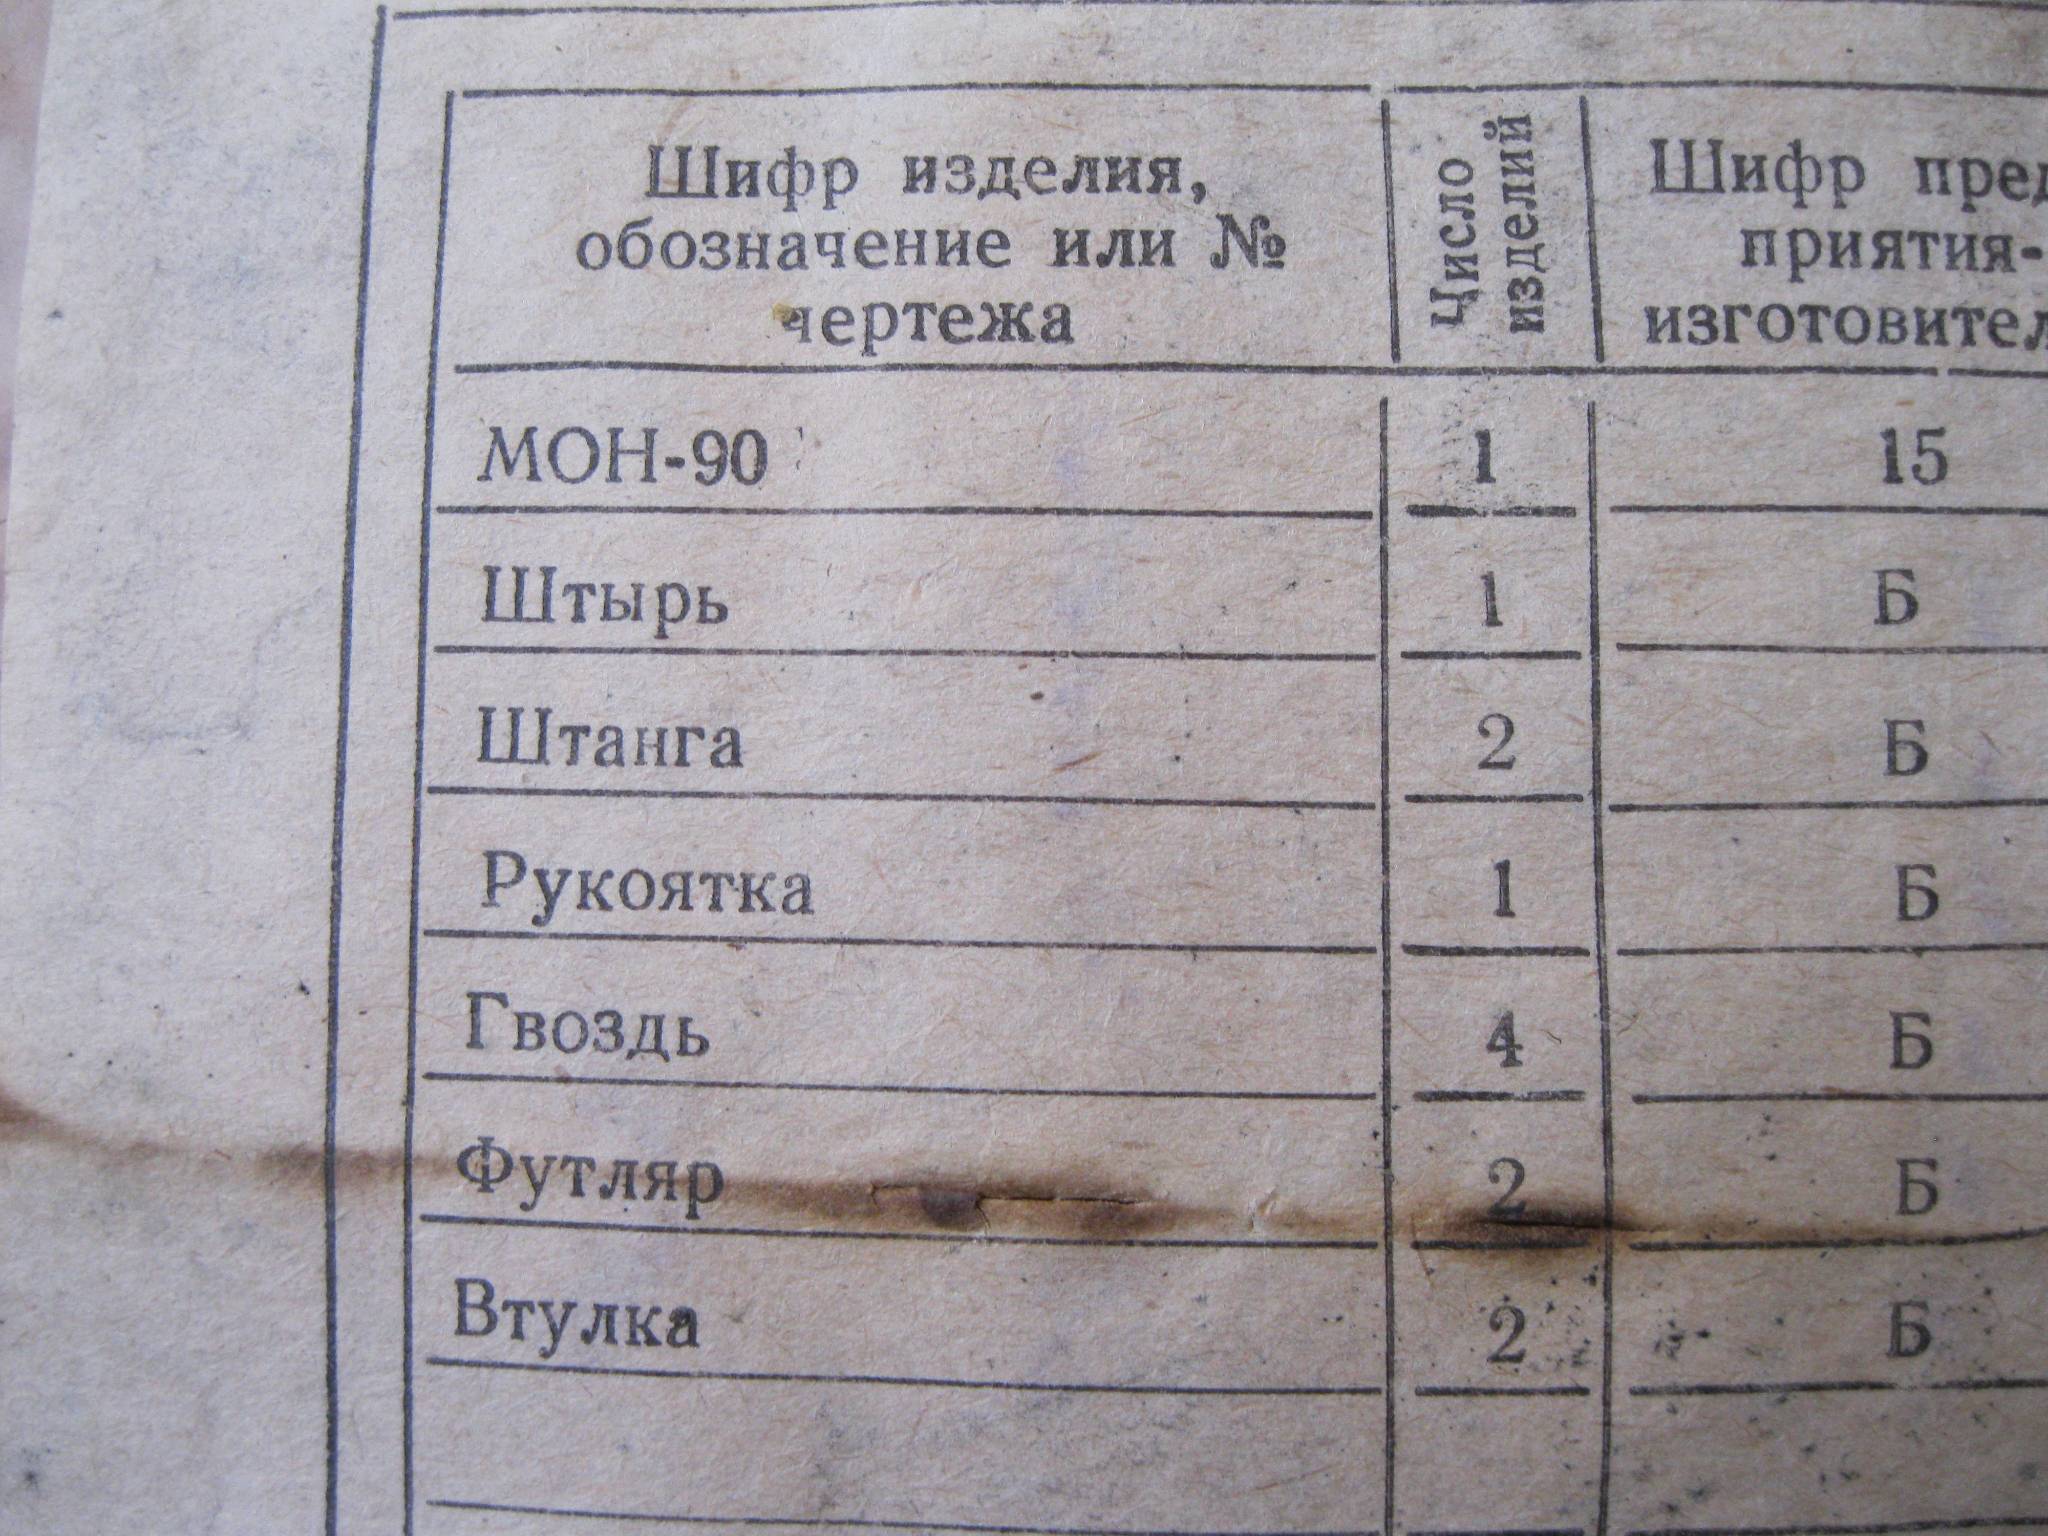 Шифр изделия,
обозначение или №
чертежа
Число
изделий
Шифр пред
приятия-
изготовител
МОН-90 1 15
Штырь 1 Б
Штанга 2 Б
Рукоятка 1 Б
Гвоздь 4 Б
Футляр 2 Б
Втулка 2 Б